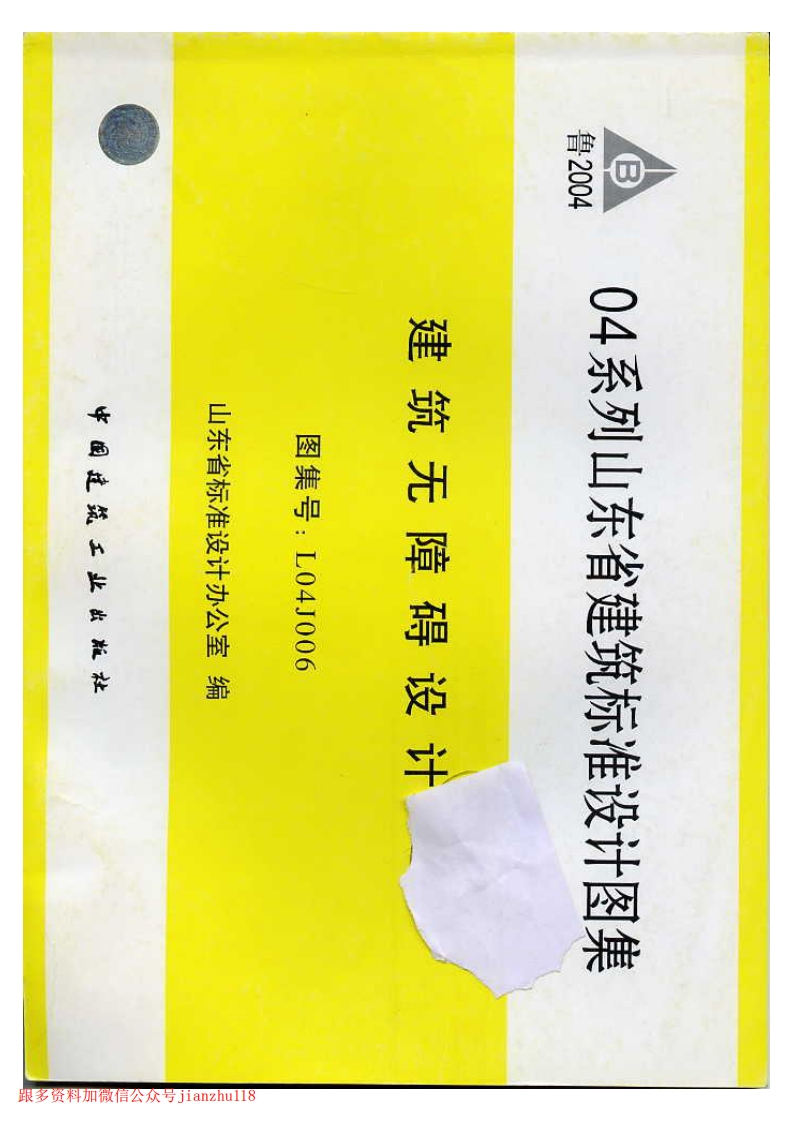 B
鲁2004
04系列山东省建筑标准设计图集
建筑无障碍设计
图集号：L04J006
山东省标准设计办公室 编
中国建筑工业出版社
跟多资料加微信公众号jianzhu118